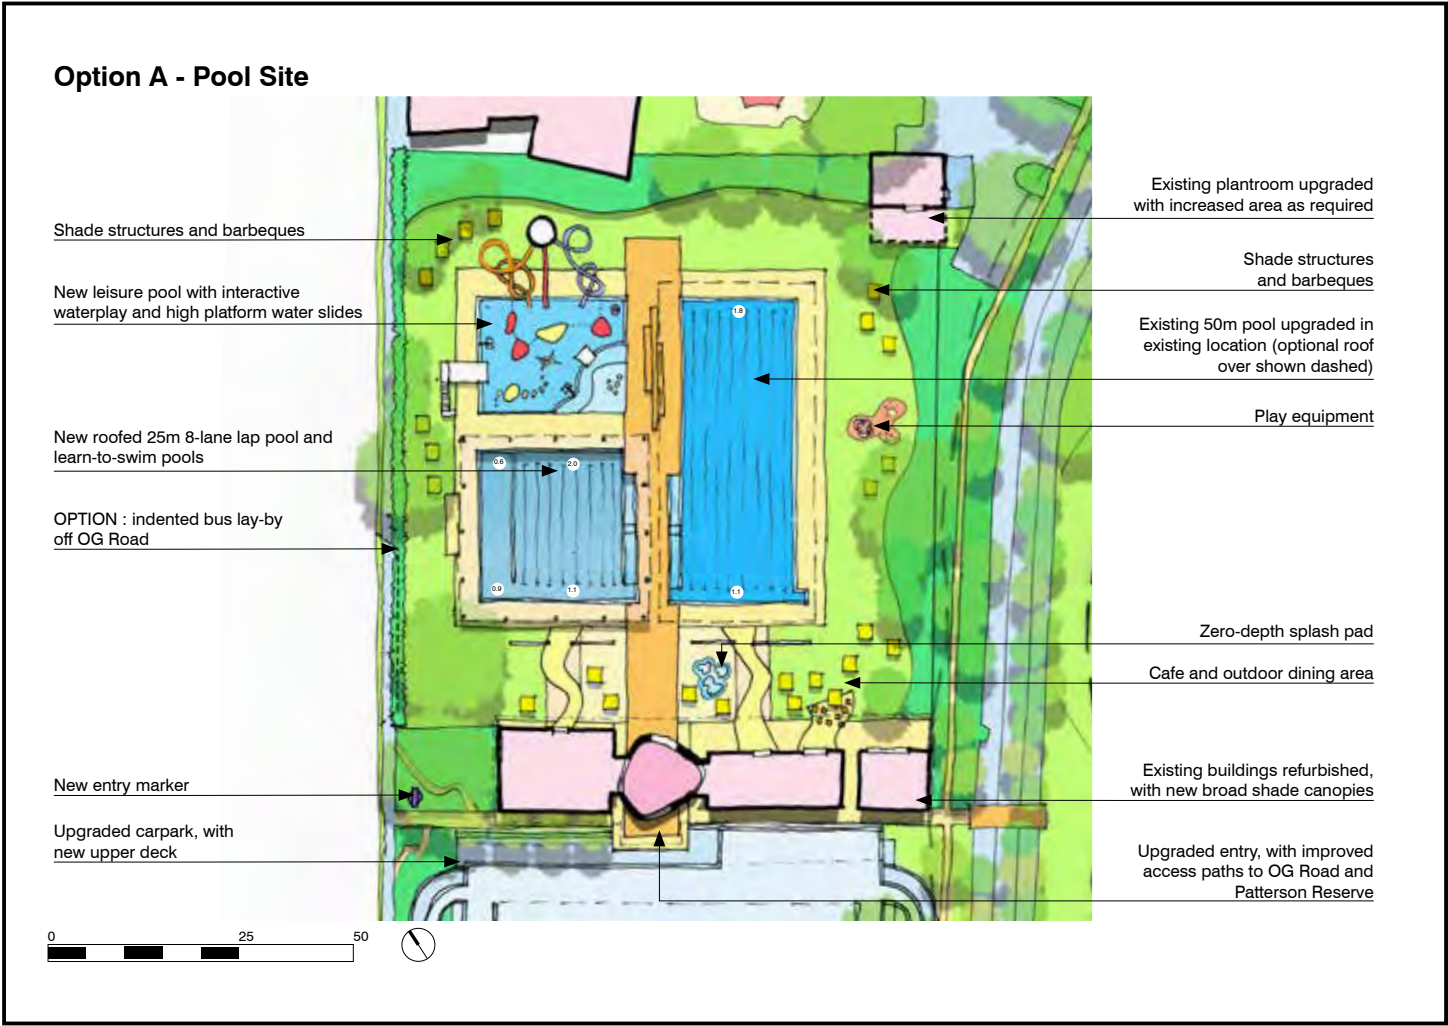 Option A - Pool Site
Shade structures and barbeques
New leisure pool with interactive
waterplay and high platform water slides
New roofed 25m 8-lane lap pool and
learn-to-swim pools
OPTION : indented bus lay-by
off OG Road
New entry marker
Upgraded carpark, with
new upper deck
Existing plantroom upgraded
with increased area as required
Shade structures
and barbeques
Existing 50m pool upgraded in
existing location (optional roof
over shown dashed)
Play equipment
Zero-depth splash pad
Cafe and outdoor dining area
Existing buildings refurbished,
with new broad shade canopies
Upgraded entry, with improved
access paths to OG Road and
Patterson Reserve
1.8
0.6 2.0
0.9 1.1
1.1
0 25 50